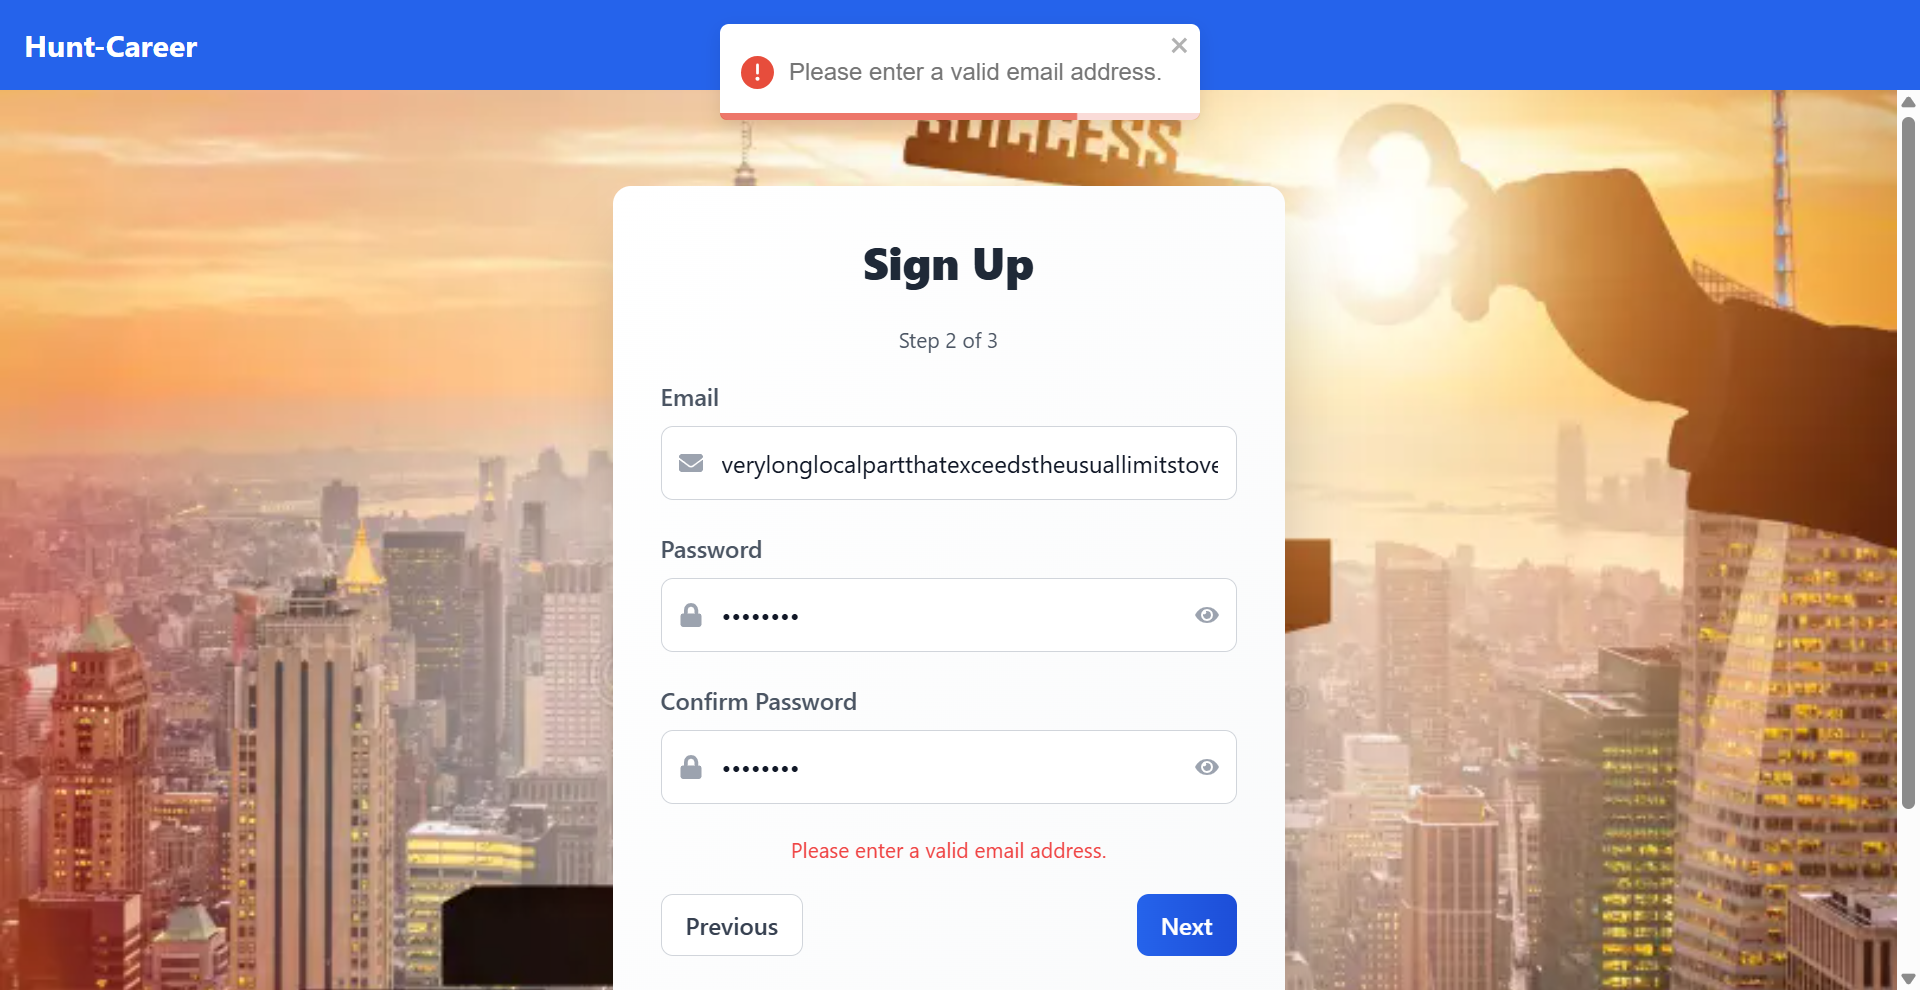 Hunt-Career
Please enter a valid email address.
SUCCESS
Sign Up
Step 2 of 3
Email
verylonglocalpartthatexceedstheusuallimitstove
Password
••••••••
Confirm Password
••••••••
Please enter a valid email address.
Previous
Next